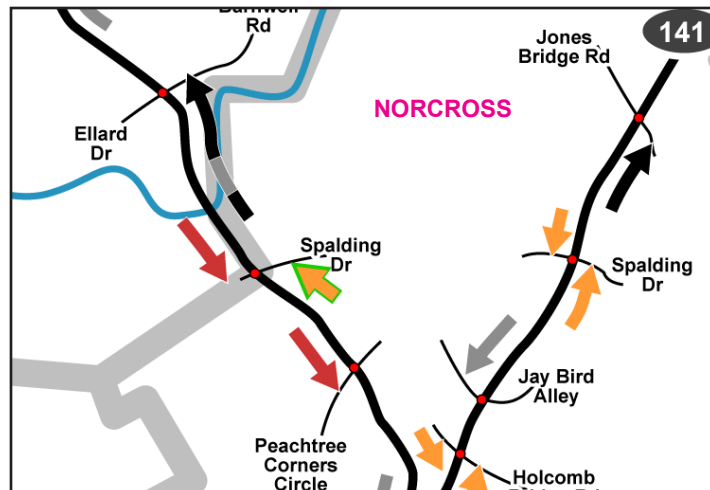 Barnwell
Rd
141
Jones
Bridge Rd
NORCROSS
Ellard
Dr
Spalding
Dr
Spalding
Dr
Jay Bird
Alley
Peachtree
Corners
Circle
Holcomb